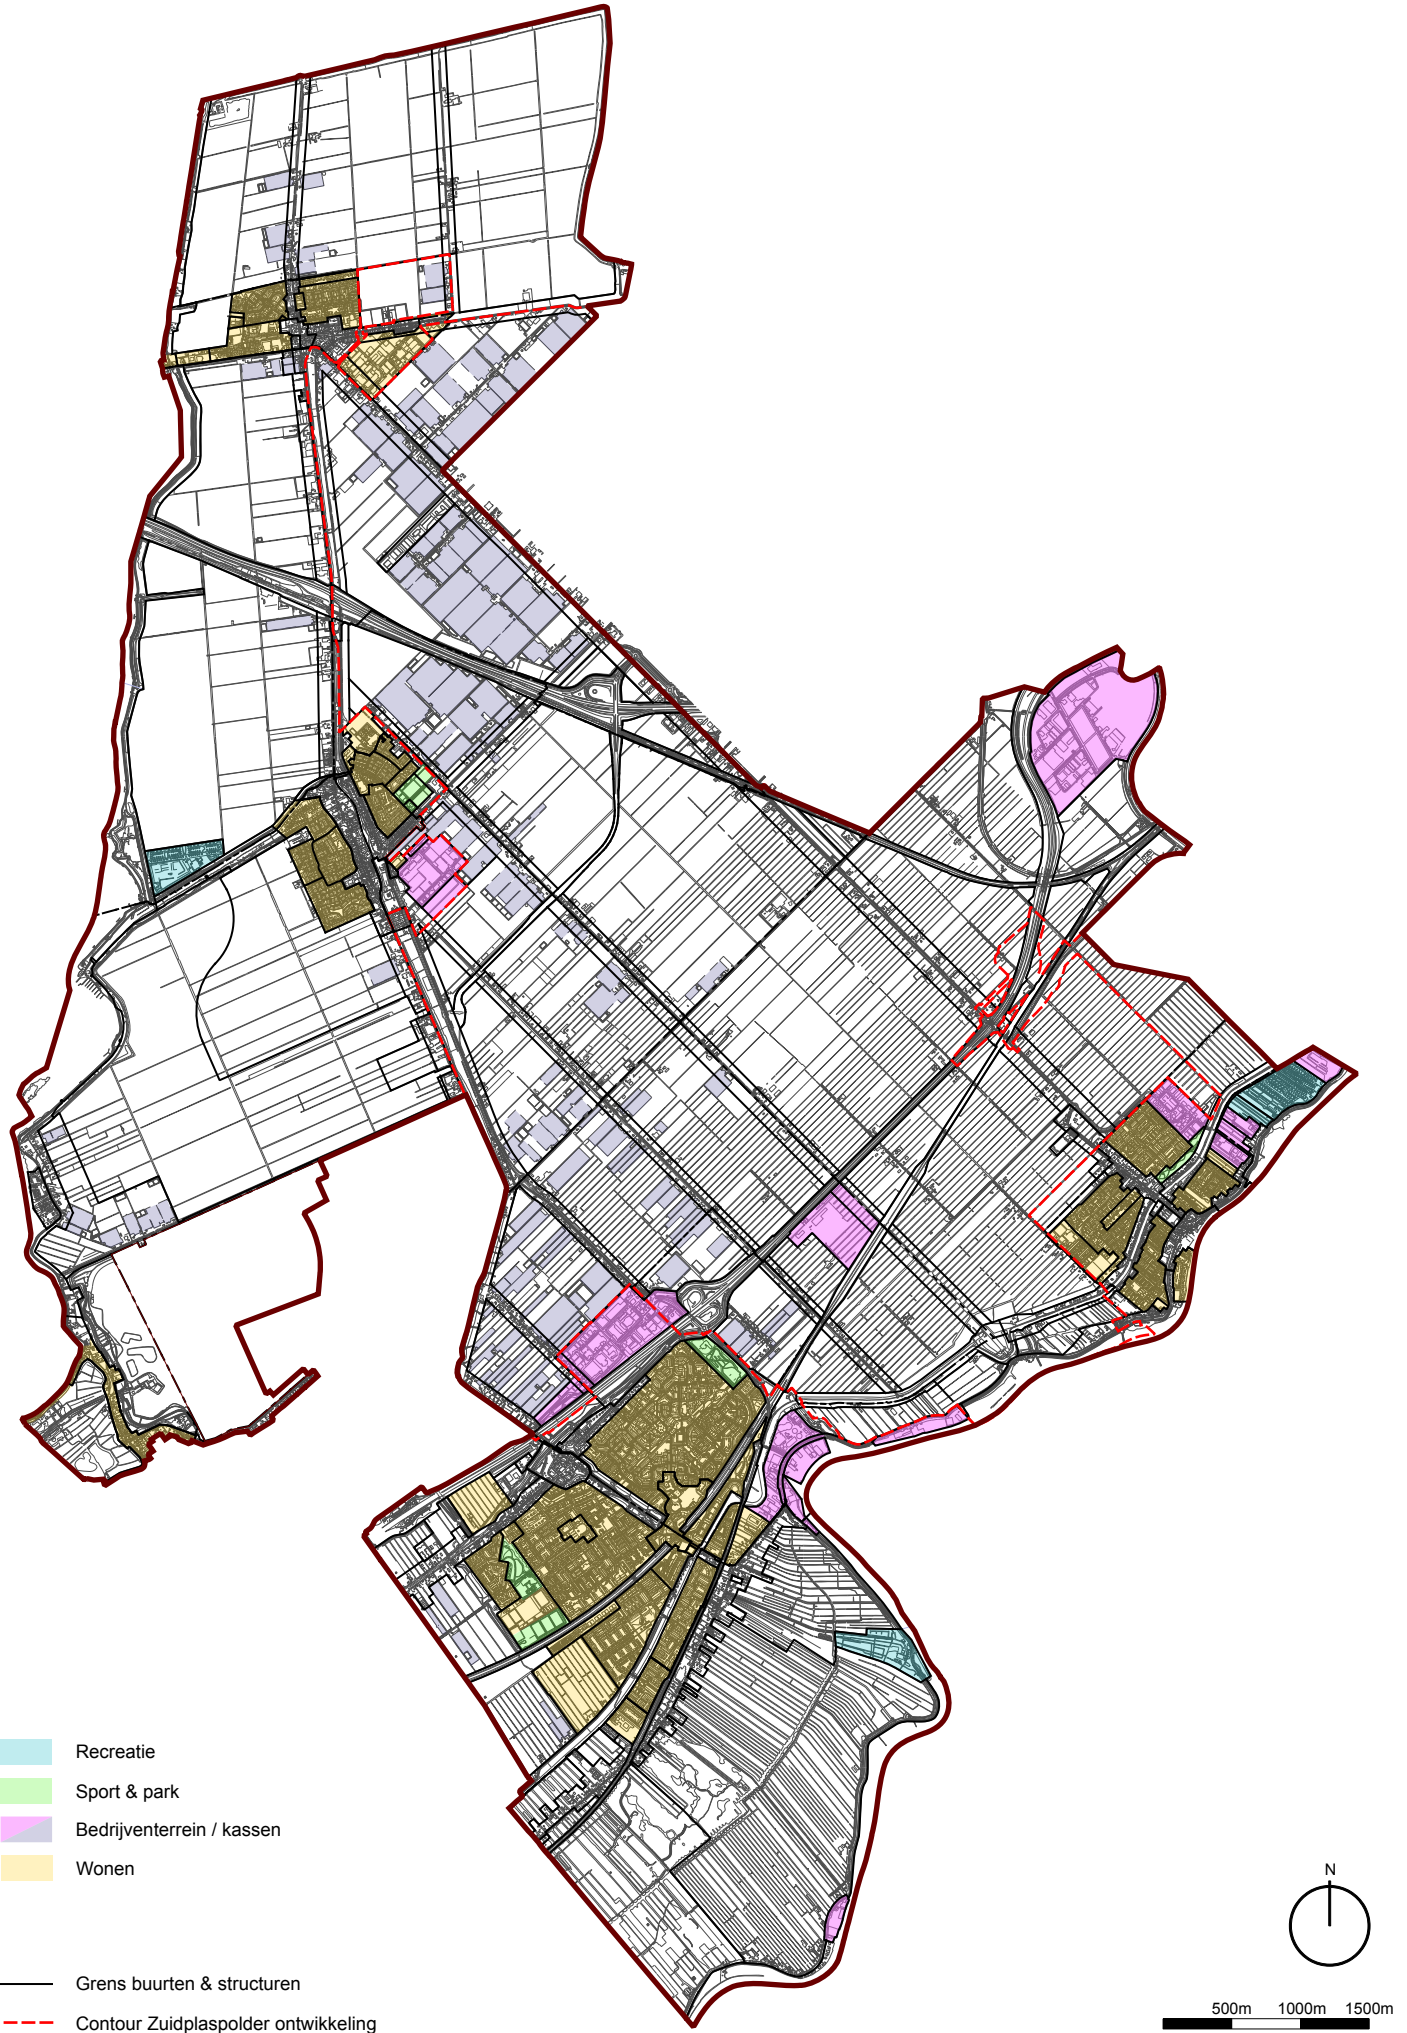 Recreatie
Sport & park
Bedrijventerrein / kassen
Wonen
Grens buurten & structuren
Contour Zuidplaspolder ontwikkeling
N
500m 1000m 1500m